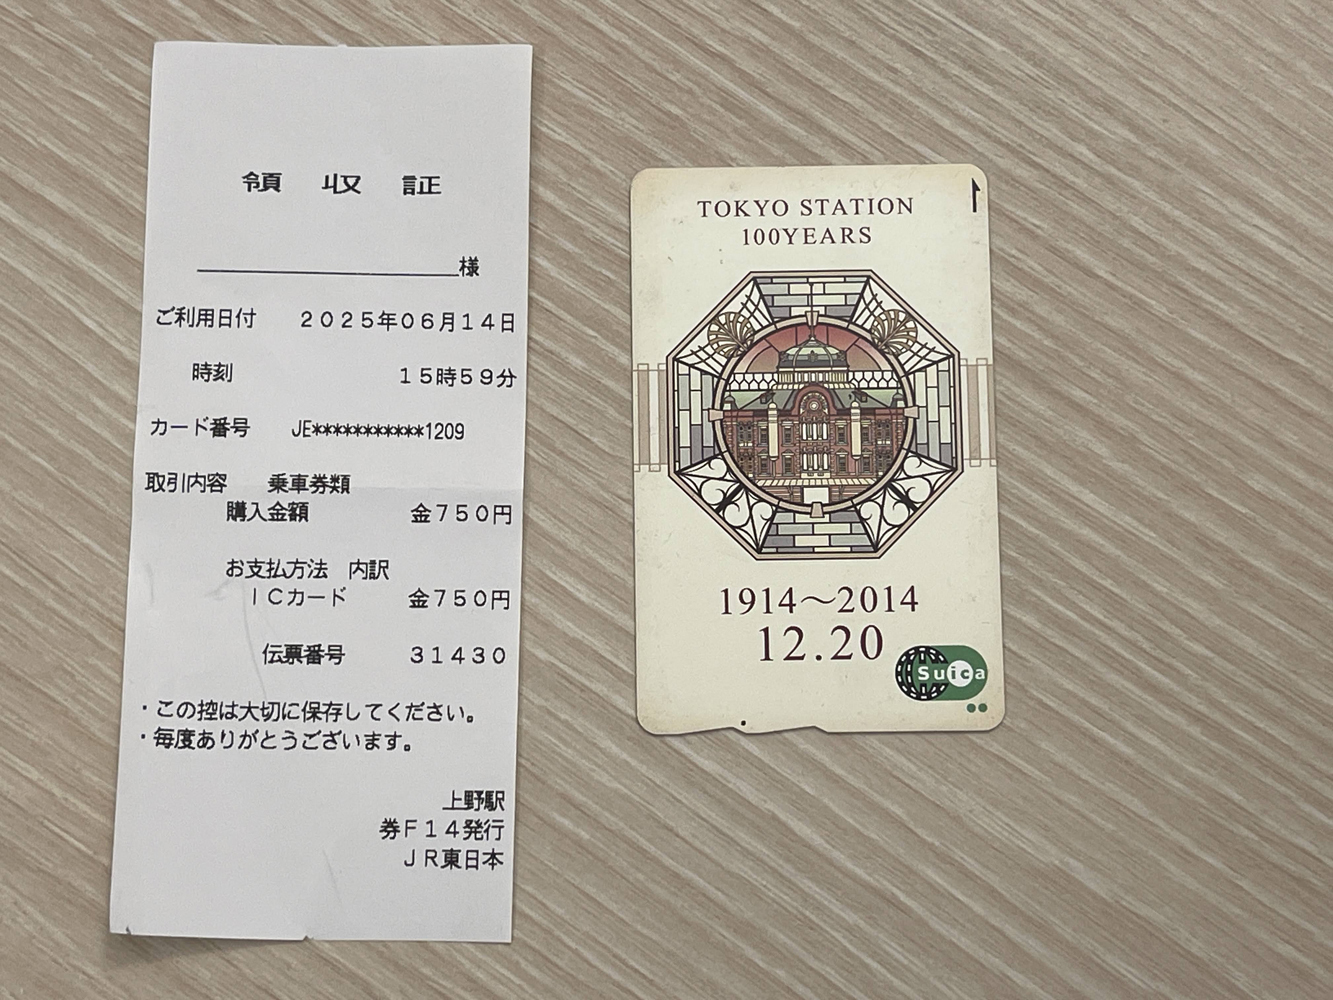 領 収 証
様
ご利用日付 2025年06月14日
時刻 15時59分
カード番号 JE***********1209
取引内容 乗車券類
購入金額 金750円
お支払方法 内訳
ICカード 金750円
伝票番号 31430
・この控は大切に保存してください。
・毎度ありがとうございます。
上野駅
券F14発行
JR東日本
TOKYO STATION
100YEARS
1914～2014
12.20
Suica